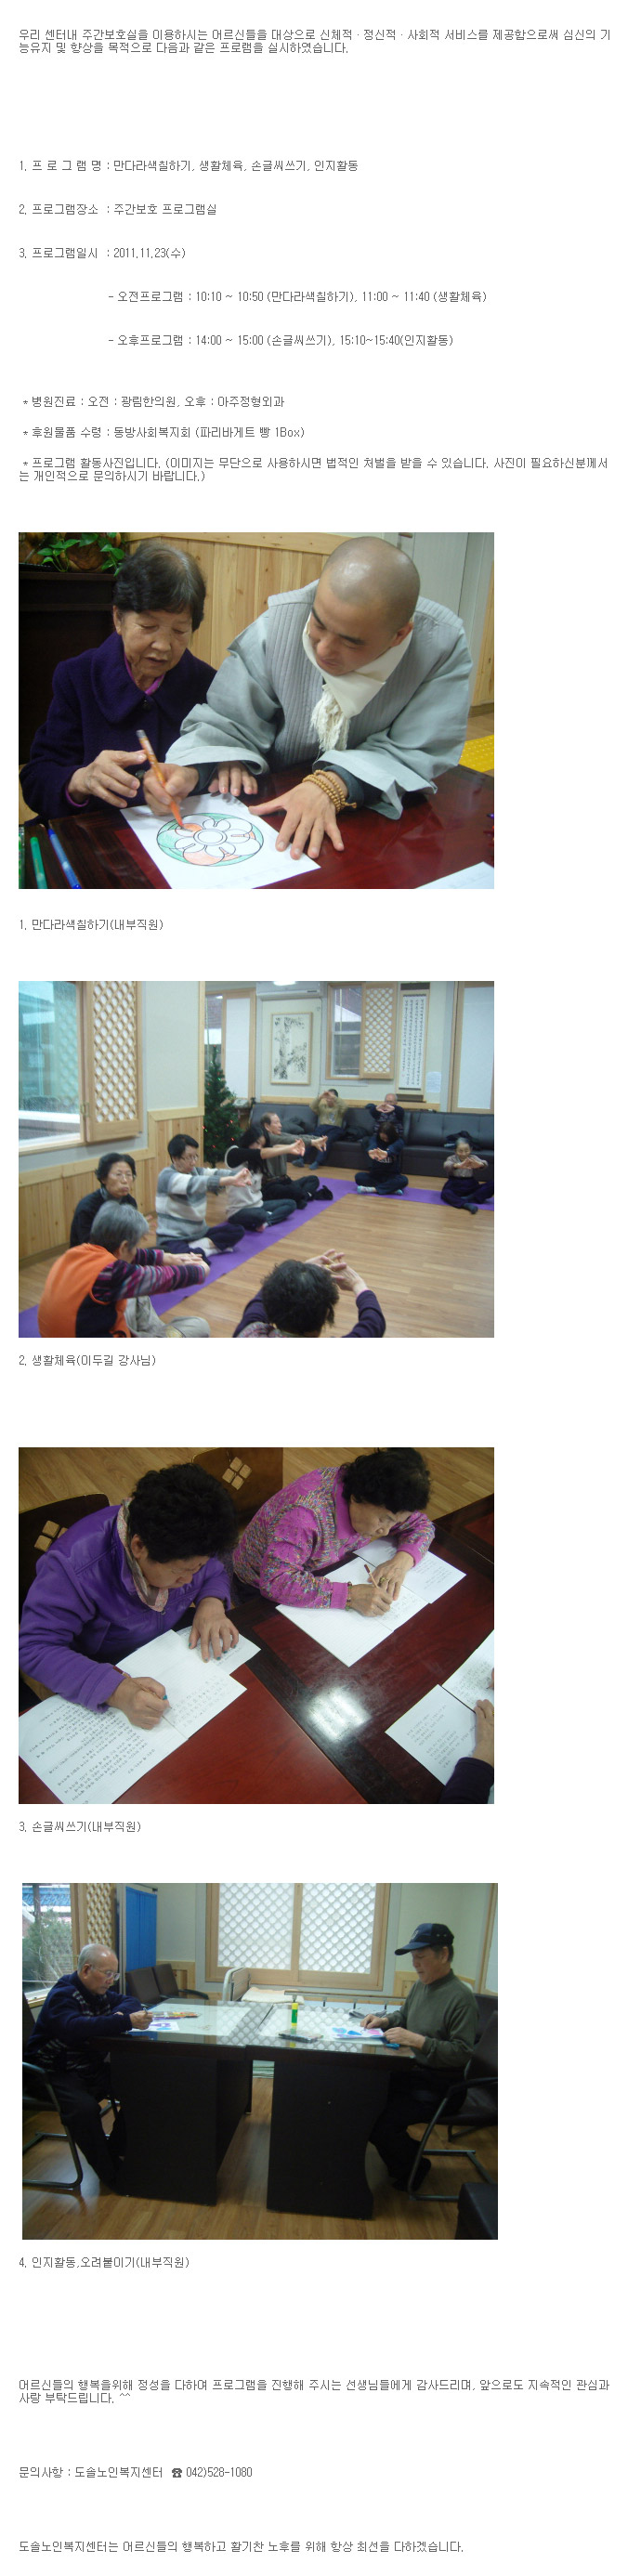 우리 센터내 주간보호실을 이용하시는 어르신들을 대상으로 신체적·정신적·사회적 서비스를 제공함으로써 심신의 기
능유지 및 향상을 목적으로 다음과 같은 프로램을 실시하였습니다.
1. 프 로 그 램 명 : 만다라색칠하기, 생활체육, 손글씨쓰기, 인지활동
2. 프로그램장소 : 주간보호 프로그램실
3. 프로그램일시 : 2011.11.23(수)
- 오전프로그램 : 10:10 ~ 10:50 (만다라색칠하기), 11:00 ~ 11:40 (생활체육)
- 오후프로그램 : 14:00 ~ 15:00 (손글씨쓰기), 15:10~15:40(인지활동)
* 병원진료 : 오전 : 광림한의원, 오후 : 아주정형외과
* 후원물품 수령 : 동방사회복지회 (파리바게트 빵 1Box)
* 프로그램 활동사진입니다. (이미지는 무단으로 사용하시면 법적인 처벌을 받을 수 있습니다. 사진이 필요하신분께서
는 개인적으로 문의하시기 바랍니다.)
1. 만다라색칠하기(내부직원)
2. 생활체육(이두길 강사님)
3. 손글씨쓰기(내부직원)
4. 인지활동,오려붙이기(내부직원)
어르신들의 행복을위해 정성을 다하여 프로그램을 진행해 주시는 선생님들에게 감사드리며, 앞으로도 지속적인 관심과
사랑 부탁드립니다. ^^
문의사항 : 도솔노인복지센터 ☎ 042)528-1080
도솔노인복지센터는 어르신들의 행복하고 활기찬 노후를 위해 항상 최선을 다하겠습니다.